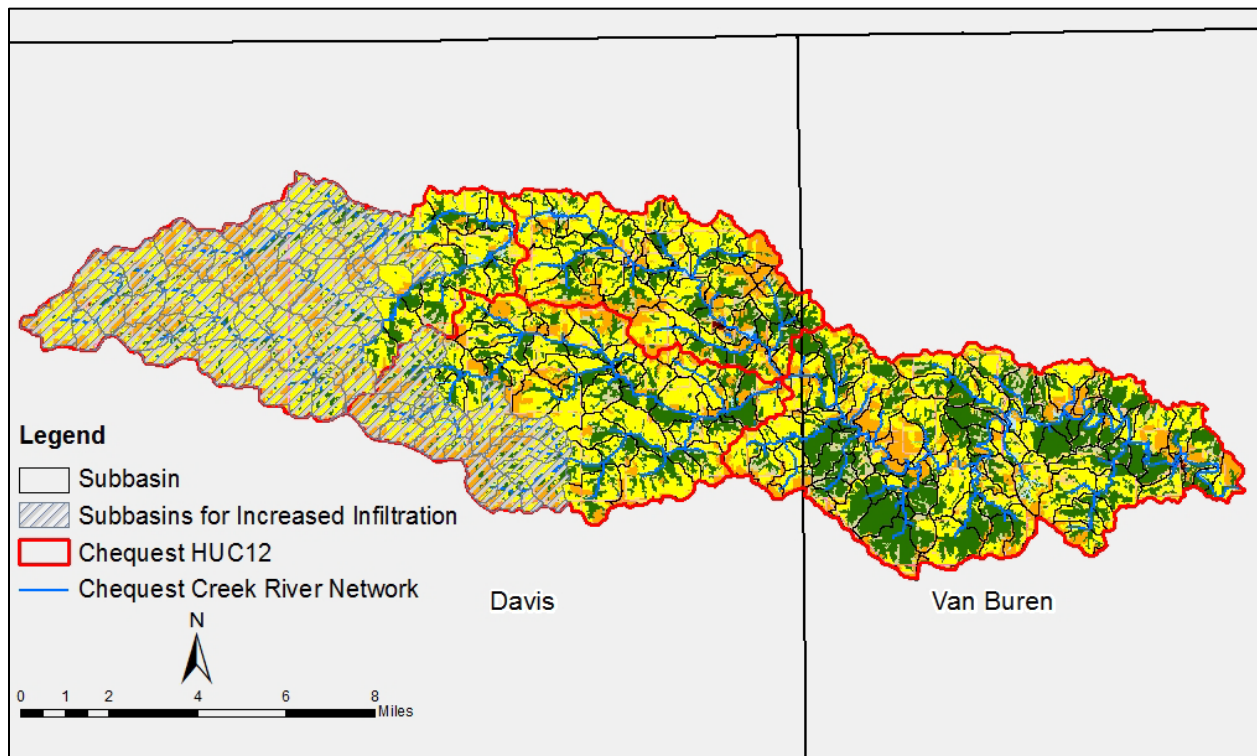 Legend
Subbasin
Subbasins for Increased Infiltration
Chequest HUC12
Chequest Creek River Network
Davis
Van Buren
N
0 1 2 4 6 8
Miles